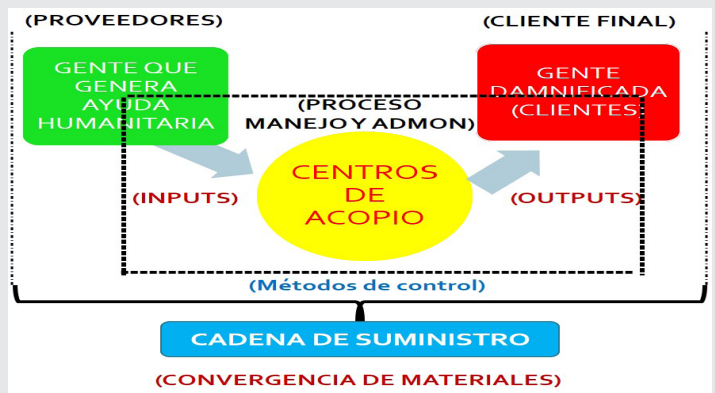 (PROVEEDORES)
(CLIENTE FINAL)
GENTE QUE
GENERA
AYUDA
HUMANITARIA
GENTE
DAMNIFICADA
(CLIENTES)
(PROCESO
MANEJO Y ADMON)
CENTROS
DE
ACOPIO
(INPUTS)
(OUTPUTS)
(Métodos de control)
CADENA DE SUMINISTRO
(CONVERGENCIA DE MATERIALES)